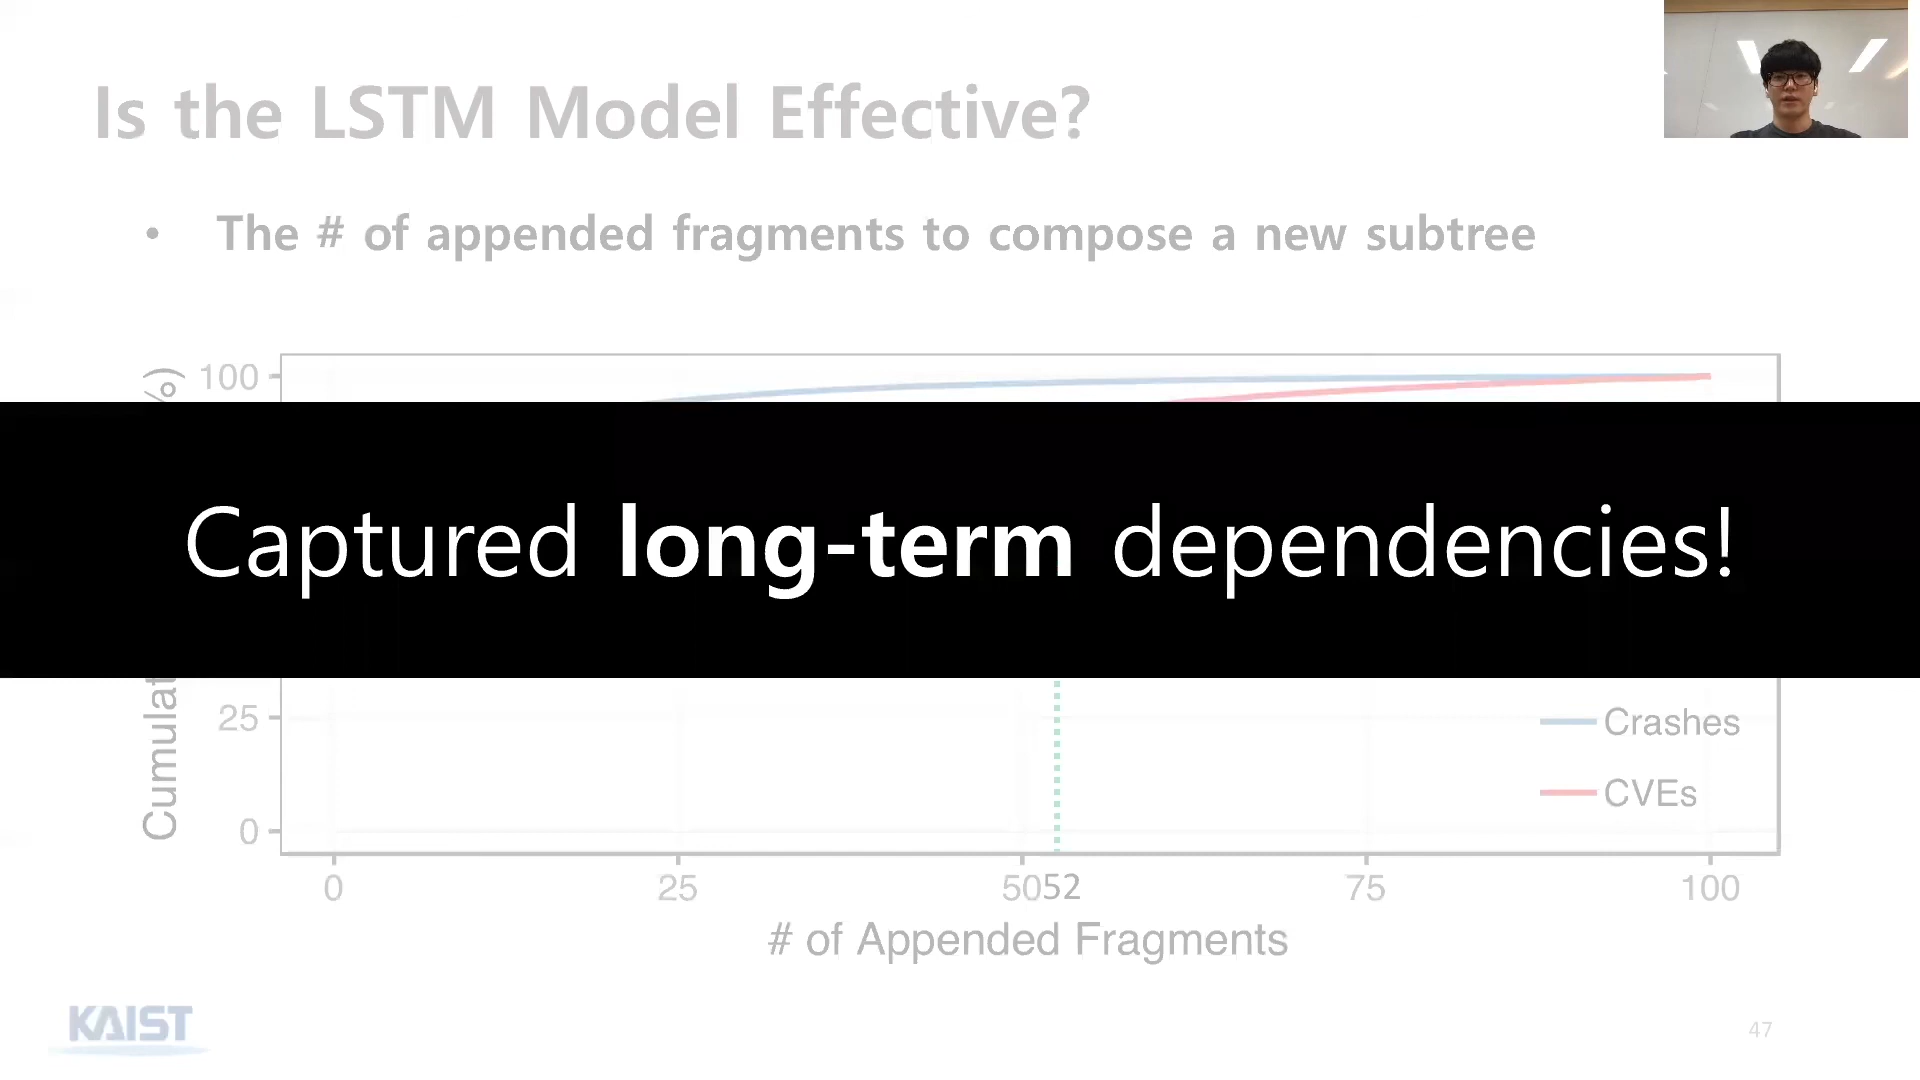 Is the LSTM Model Effective?
• The # of appended fragments to compose a new subtree
%)
100
Captured long-term dependencies!
Cumulat
25
0
Crashes
CVEs
0 25 50 52 75 100
# of Appended Fragments
KAIST
47